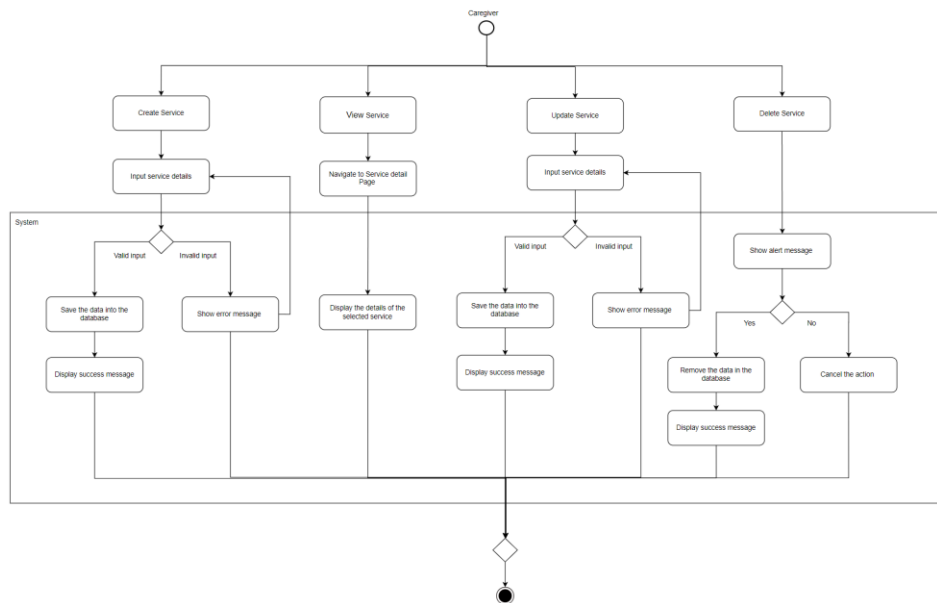 Caregiver
Create Service
View Service
Update Service
Delete Service
Input service details
Navigate to Service detail
Page
Input service details
System
Valid input
Invalid input
Valid input
Invalid input
Show alert message
Save the data into the
database
Show error message
Display the details of the
selected service
Save the data into the
database
Show error message
Yes
No
Display success message
Display success message
Remove the data in the
database
Cancel the action
Display success message